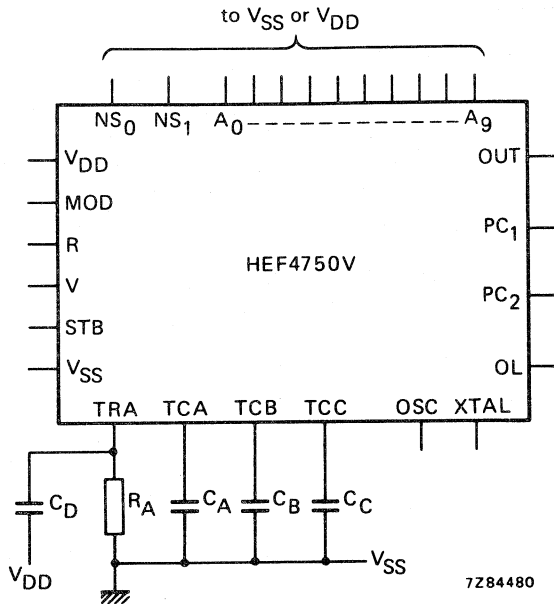 to VSS or VDD
NS0 NS1 A0 A9
VDD OUT
MOD
R PC1
V HEF4750V
PC2
STB
VSS OL
TRA TCA TCB TCC OSC XTAL
CD RA CA CB CC
VDD VSS
7Z84480